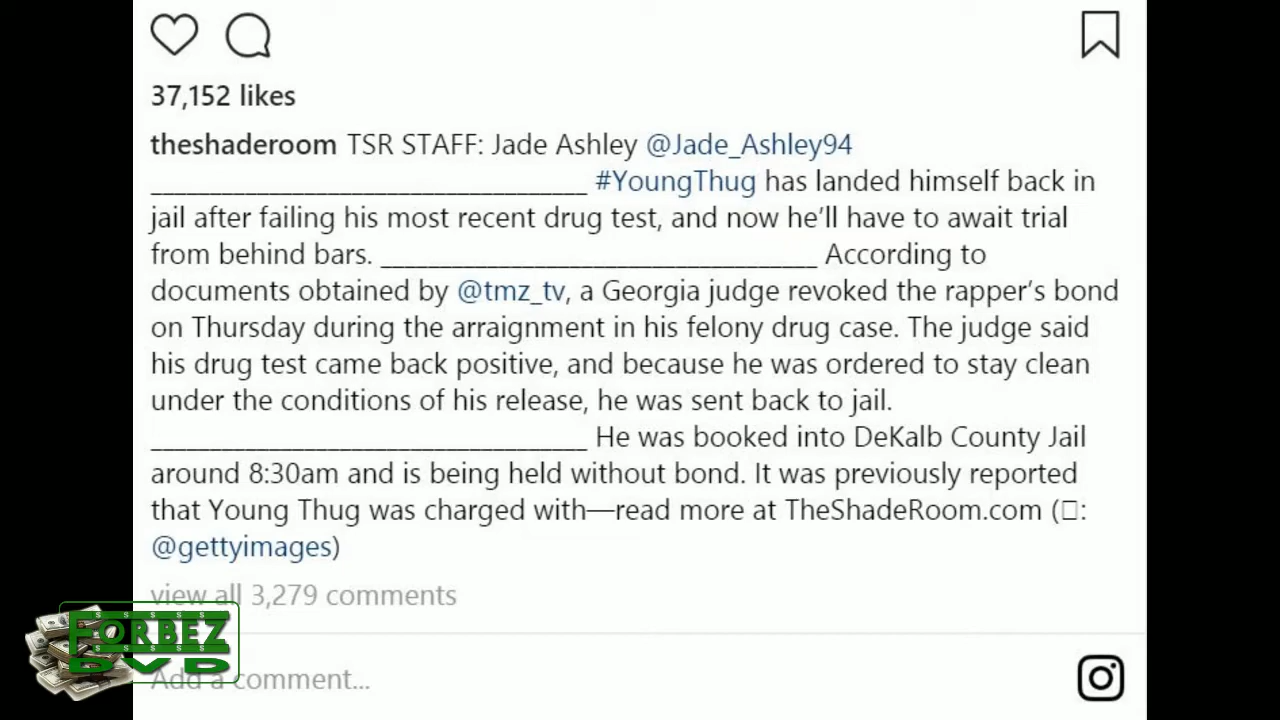 37,152 likes
theshaderoom TSR STAFF: Jade Ashley @Jade_Ashley94
_____________________________________ #YoungThug has landed himself back in
jail after failing his most recent drug test, and now he’ll have to await trial
from behind bars. _____________________________________ According to
documents obtained by @tmz_tv, a Georgia judge revoked the rapper’s bond
on Thursday during the arraignment in his felony drug case. The judge said
his drug test came back positive, and because he was ordered to stay clean
under the conditions of his release, he was sent back to jail.
_____________________________________ He was booked into DeKalb County Jail
around 8:30am and is being held without bond. It was previously reported
that Young Thug was charged with—read more at TheShadeRoom.com (□:
@gettyimages)
view all 3,279 comments
FORBEZ
DVD
Add a comment...